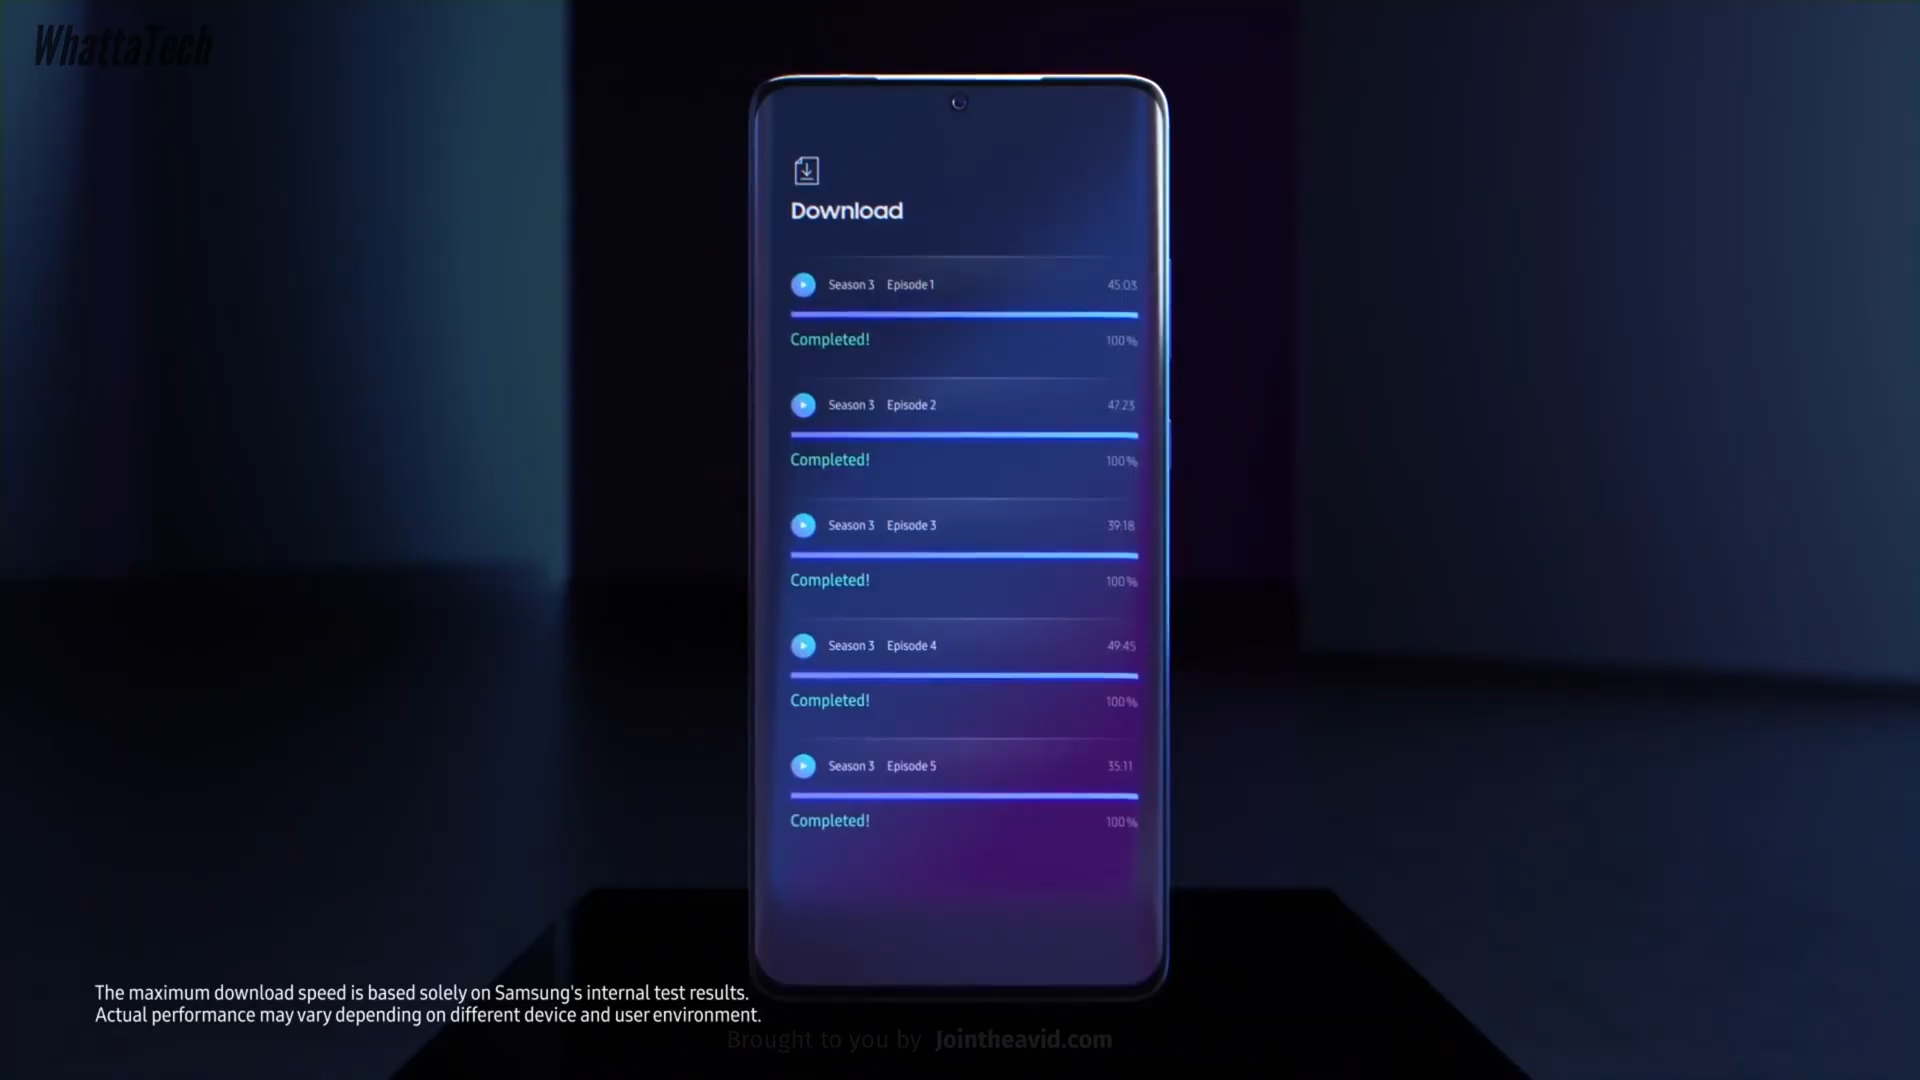 WhattaTech
Download
Season 3 Episode 1 45:03
Completed! 100%
Season 3 Episode 2 47:23
Completed! 100%
Season 3 Episode 3 39:18
Completed! 100%
Season 3 Episode 4 49:45
Completed! 100%
Season 3 Episode 5 35:11
Completed! 100%
The maximum download speed is based solely on Samsung's internal test results.
Actual performance may vary depending on different device and user environment.
Brought to you by Jointheavid.com